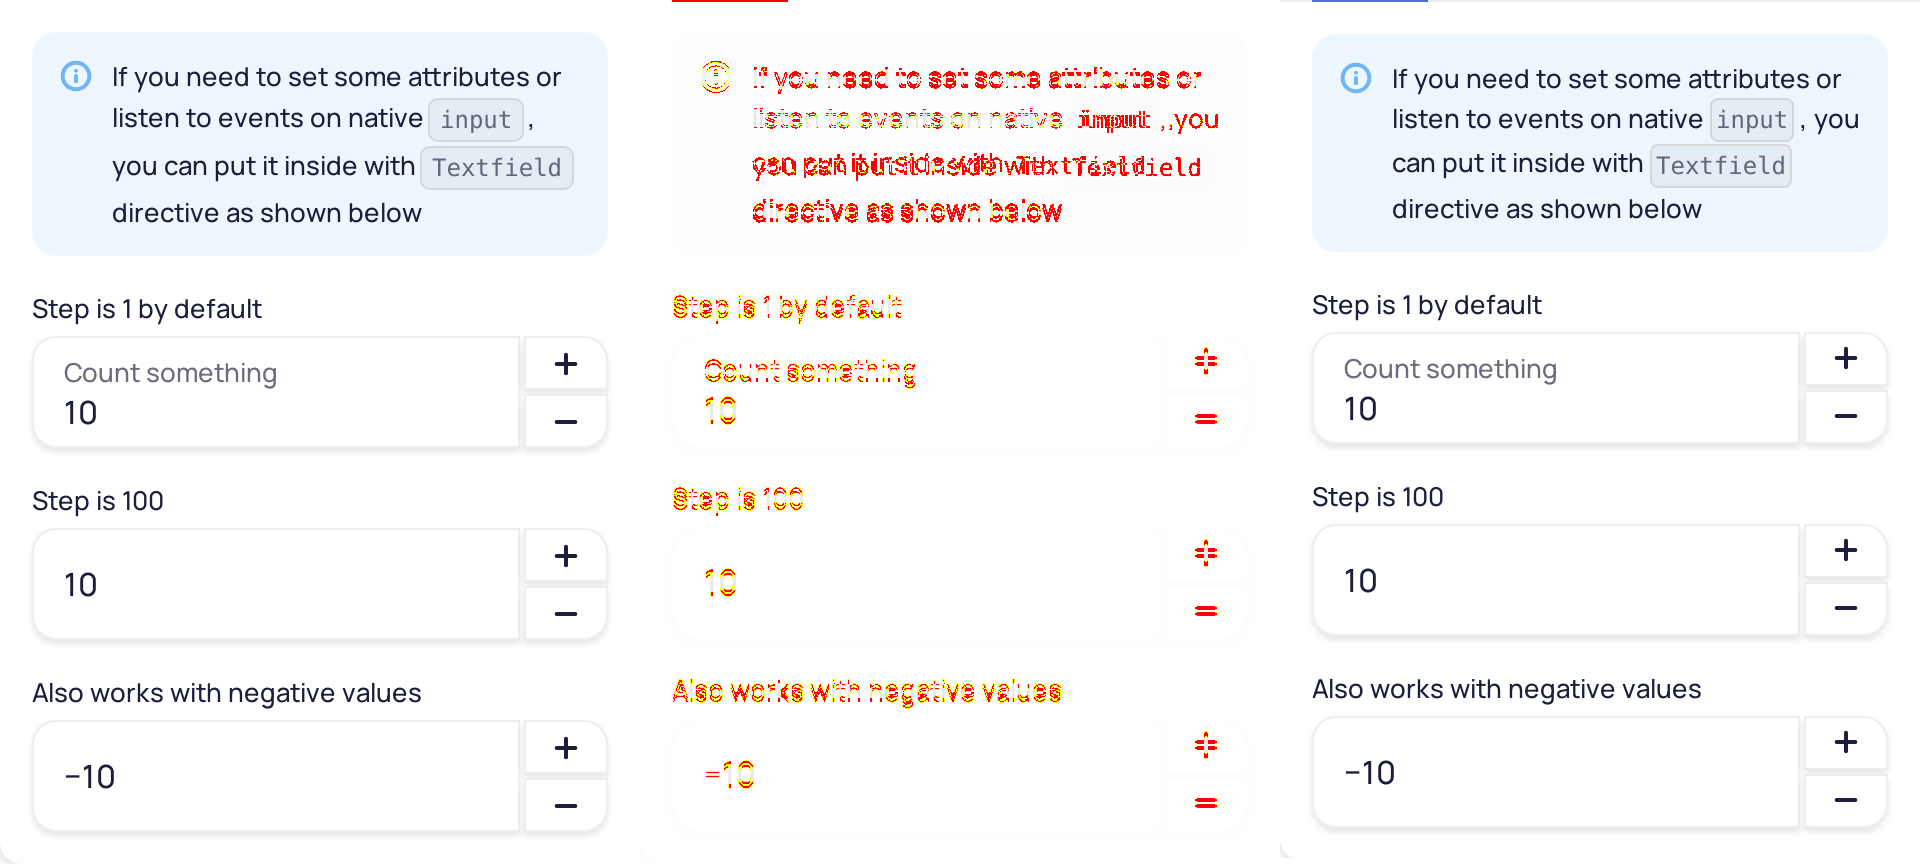 If you need to set some attributes or
listen to events on native input ,
you can put it inside with Textfield
directive as shown below
Step is 1 by default
Count something
10
Step is 100
10
Also works with negative values
−10
If you need to set some attributes or
listen to events on native input , you
can put it inside with Textfield
directive as shown below
Step is 1 by default
Count something
10
Step is 100
10
Also works with negative values
−10
If you need to set some attributes or
listen to events on native input , you
can put it inside with Textfield
directive as shown below
Step is 1 by default
Count something
10
Step is 100
10
Also works with negative values
−10